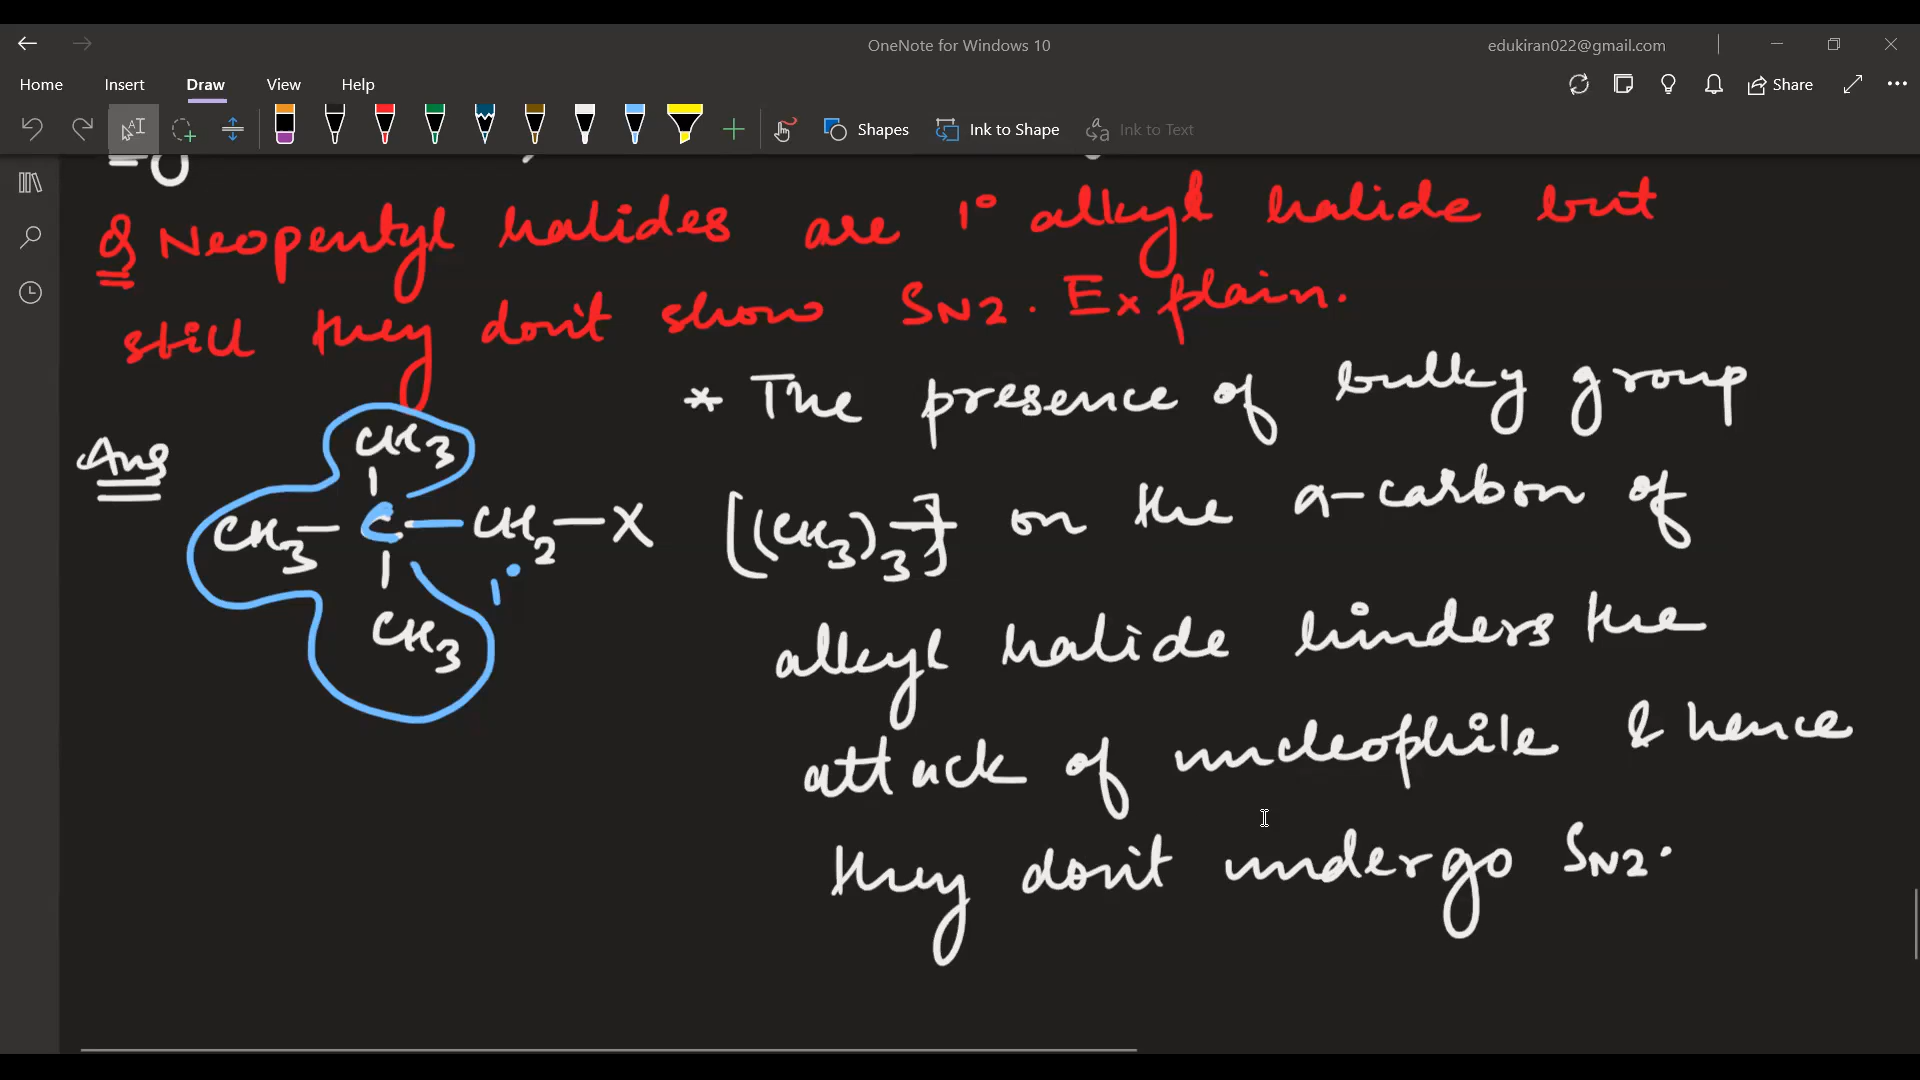 OneNote for Windows 10
edukiran022@gmail.com
Home Insert Draw View Help
Share
Shapes Ink to Shape Ink to Text
Q Neopentyl halides are 1° alkyl halide but
still they don't show SN2. Explain.
* The presence of bulky group
Ans
CH3
CH3—C—CH2—X
[(CH3)3—] on the α-carbon of
1°
CH3
alkyl halide hinders the
attack of nucleophile & hence
they don't undergo SN2.